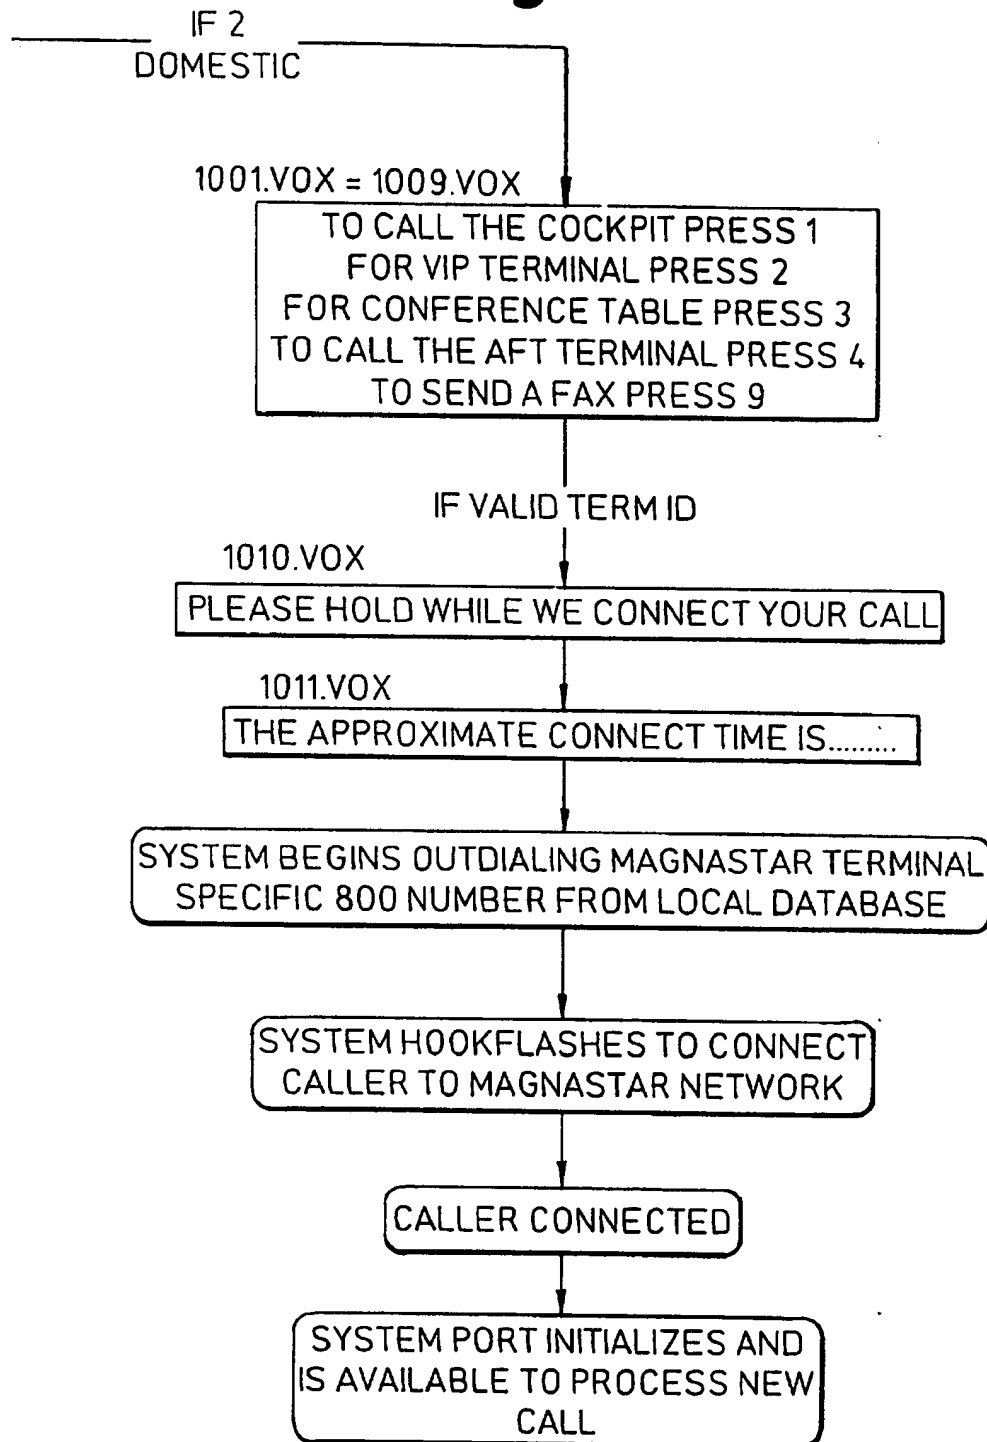 IF 2
DOMESTIC
1001.VOX = 1009.VOX
TO CALL THE COCKPIT PRESS 1
FOR VIP TERMINAL PRESS 2
FOR CONFERENCE TABLE PRESS 3
TO CALL THE AFT TERMINAL PRESS 4
TO SEND A FAX PRESS 9
IF VALID TERM ID
1010.VOX
PLEASE HOLD WHILE WE CONNECT YOUR CALL
1011.VOX
THE APPROXIMATE CONNECT TIME IS.........
SYSTEM BEGINS OUTDIALING MAGNASTAR TERMINAL
SPECIFIC 800 NUMBER FROM LOCAL DATABASE
SYSTEM HOOKFLASHES TO CONNECT
CALLER TO MAGNASTAR NETWORK
CALLER CONNECTED
SYSTEM PORT INITIALIZES AND
IS AVAILABLE TO PROCESS NEW
CALL